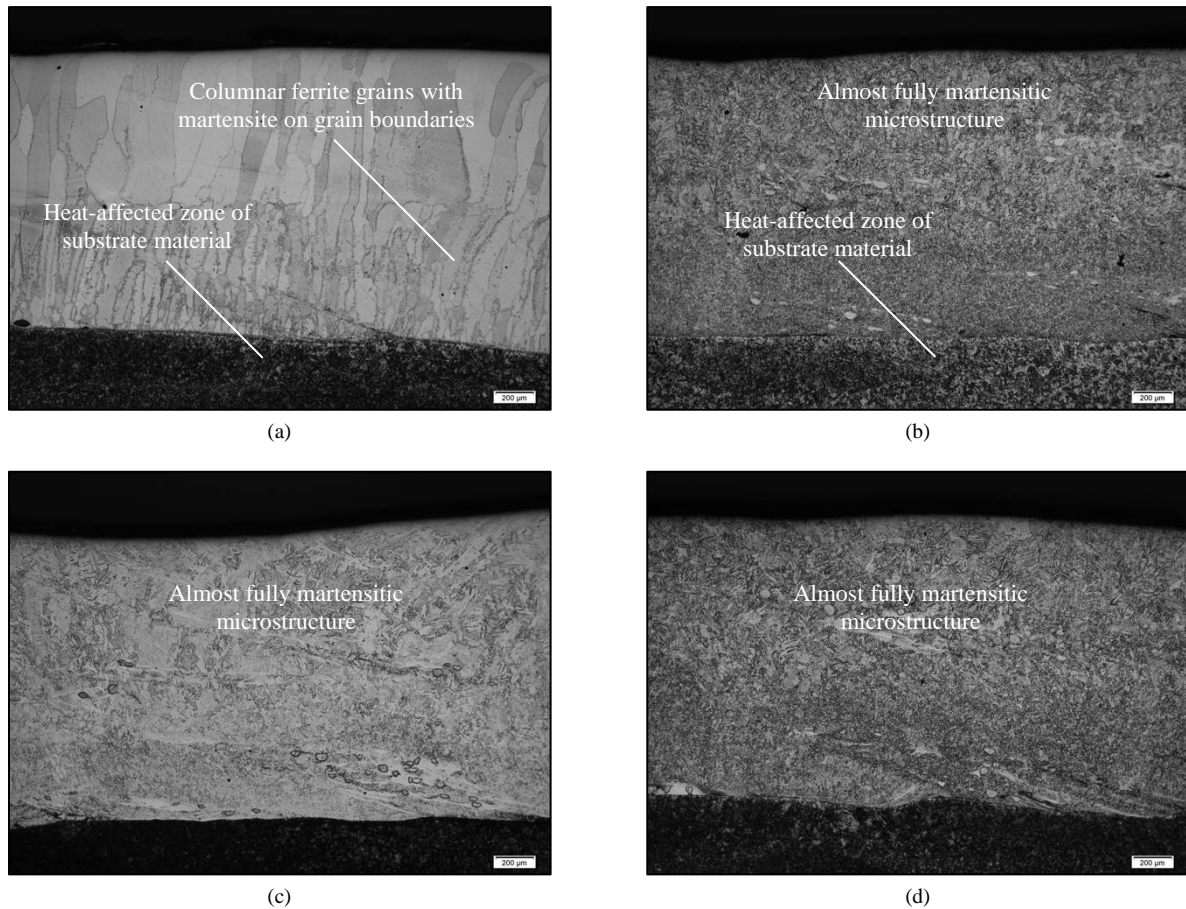 Columnar ferrite grains with
martensite on grain boundaries
Heat-affected zone of
substrate material
200 µm
(a)
Almost fully martensitic
microstructure
Heat-affected zone of
substrate material
200 µm
(b)
Almost fully martensitic
microstructure
200 µm
(c)
Almost fully martensitic
microstructure
200 µm
(d)